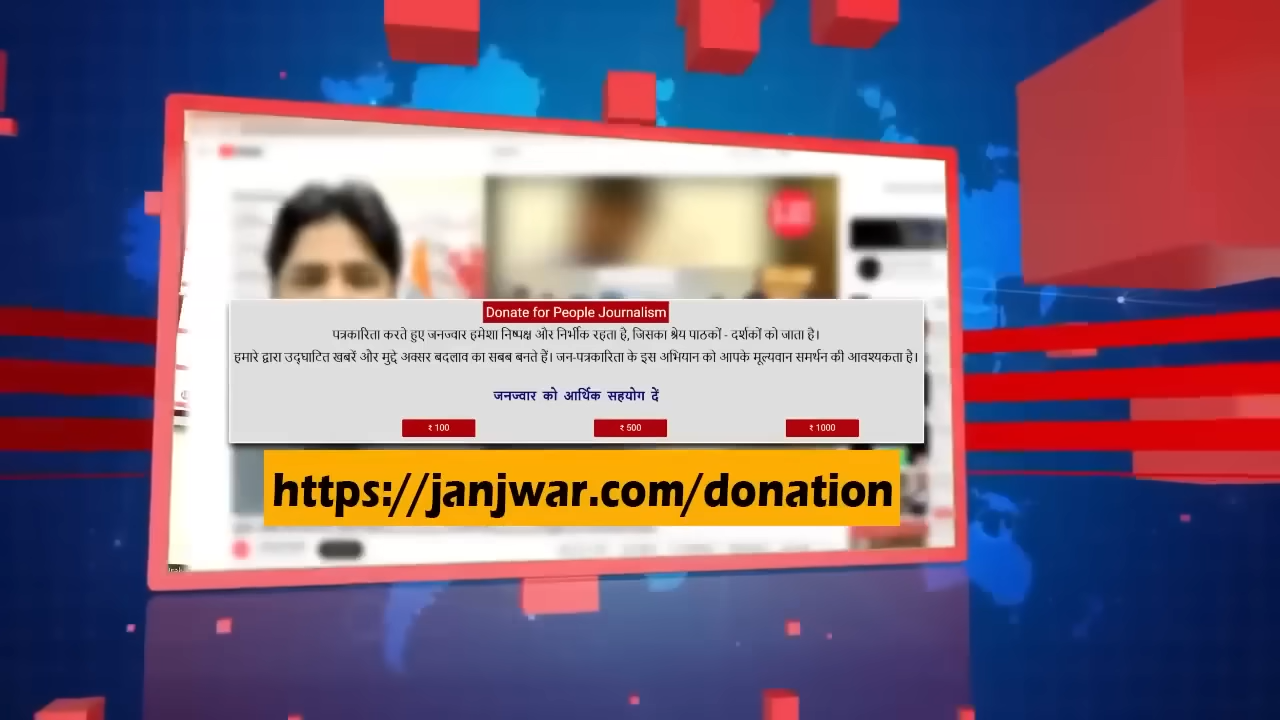 Donate for People Journalism
पत्रकारिता करते हुए जनज्वार हमेशा निष्पक्ष और निर्भीक रहता है, जिसका श्रेय पाठकों - दर्शकों को जाता है।
हमारे द्वारा उद्घाटित खबरें और मुद्दे अक्सर बदलाव का सबब बनते हैं। जन-पत्रकारिता के इस अभियान को आपके मूल्यवान समर्थन की आवश्यकता है।
जनज्वार को आर्थिक सहयोग दें
₹ 100 ₹ 500 ₹ 1000
https://janjwar.com/donation